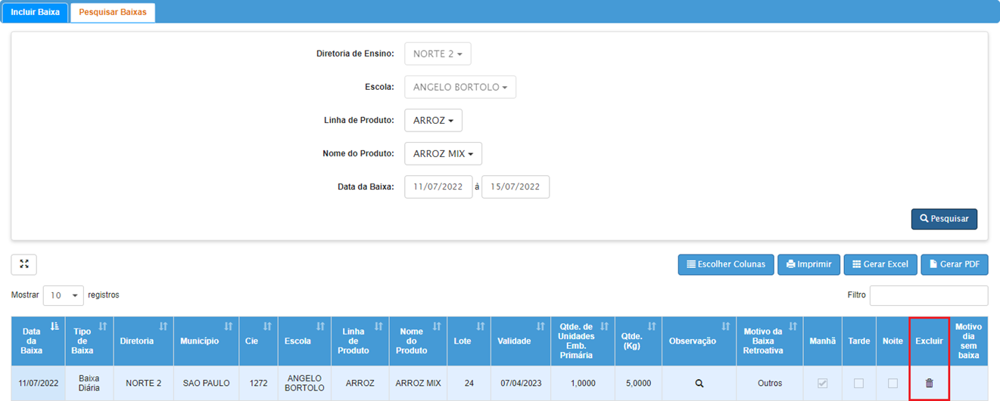 Incluir Baixa Pesquisar Baixas
Diretoria de Ensino: NORTE 2
Escola: ANGELO BORTOLO
Linha de Produto: ARROZ
Nome do Produto: ARROZ MIX
Data da Baixa: 11/07/2022 à 15/07/2022
Pesquisar
Escolher Colunas Imprimir Gerar Excel Gerar PDF
Mostrar 10 registros Filtro
Data da Baixa Tipo de Baixa Diretoria Município Cie Escola Linha de Produto Nome do Produto Lote Validade Qtde. de Unidades Emb. Primária Qtde. (Kg) Observação Motivo da Baixa Retroativa Manhã Tarde Noite Excluir Motivo dia sem baixa
11/07/2022 Baixa Diária NORTE 2 SAO PAULO 1272 ANGELO BORTOLO ARROZ ARROZ MIX 24 07/04/2023 1,0000 5,0000 Outros